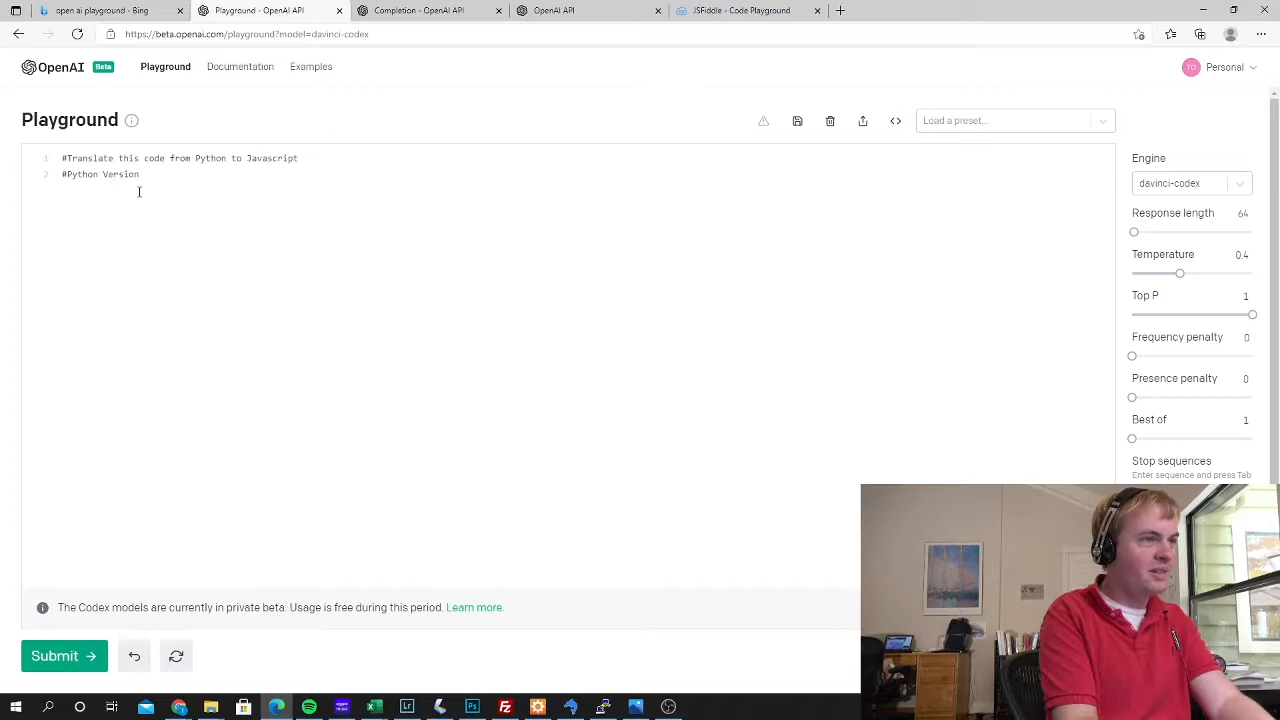 open ai playground - Bing
Playground - OpenAI API
Completion - OpenAI API
OpenAI API
JSFiddle - Code Playground
https://beta.openai.com/playground?model=davinci-codex
OpenAI Beta
Playground
Documentation
Examples
TO
Personal
Playground
Load a preset...
1 #Translate this code from Python to Javascript
2 #Python Version
Engine
davinci-codex
Response length 64
Temperature 0.4
Top P 1
Frequency penalty 0
Presence penalty 0
Best of 1
Stop sequences
Enter sequence and press Tab
The Codex models are currently in private beta. Usage is free during this period. Learn more.
Submit